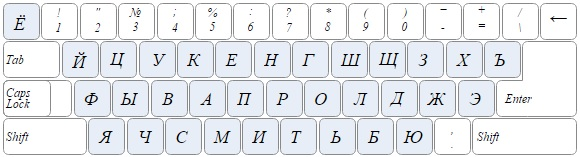 ! " № ; % : ? * ( ) _ + / ←
Ё 1 2 3 4 5 6 7 8 9 0 - = \
Tab Й Ц У К Е Н Г Ш Щ З Х Ъ
Caps
Lock Ф Ы В А П Р О Л Д Ж Э Enter
Shift Я Ч С М И Т Ь Б Ю , . Shift